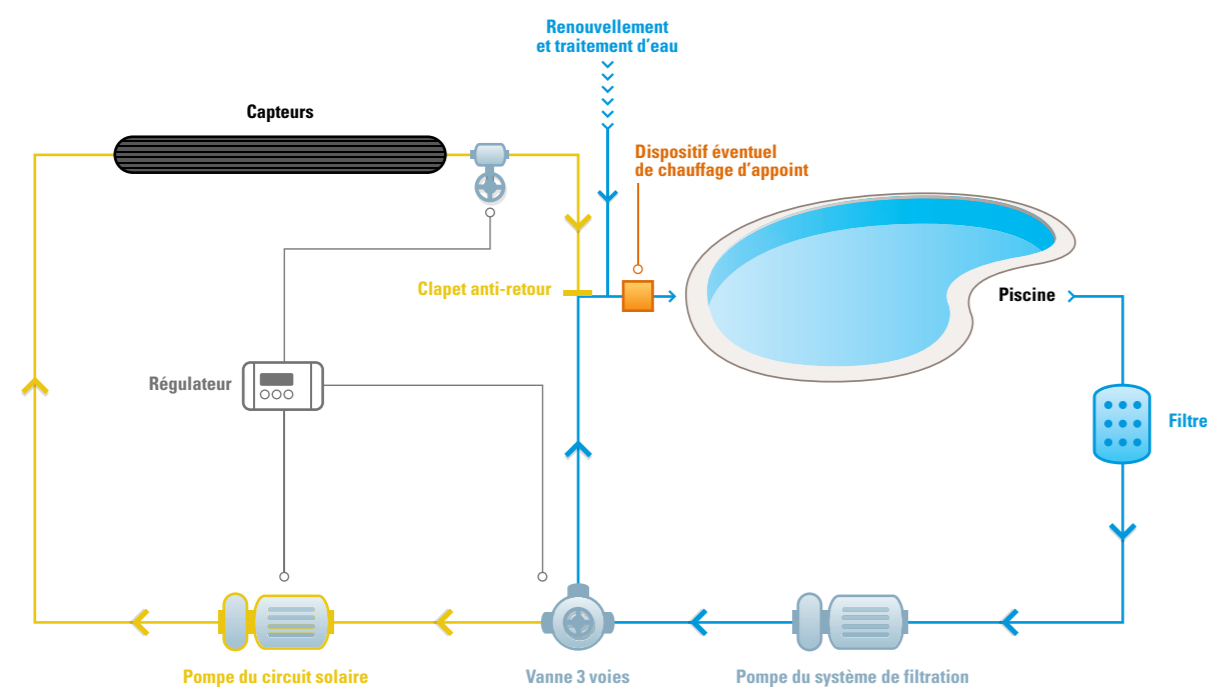 Renouvellement
et traitement d’eau
Capteurs
Dispositif éventuel
de chauffage d’appoint
Clapet anti-retour
Piscine
Régulateur
Filtre
Pompe du circuit solaire
Vanne 3 voies
Pompe du système de filtration